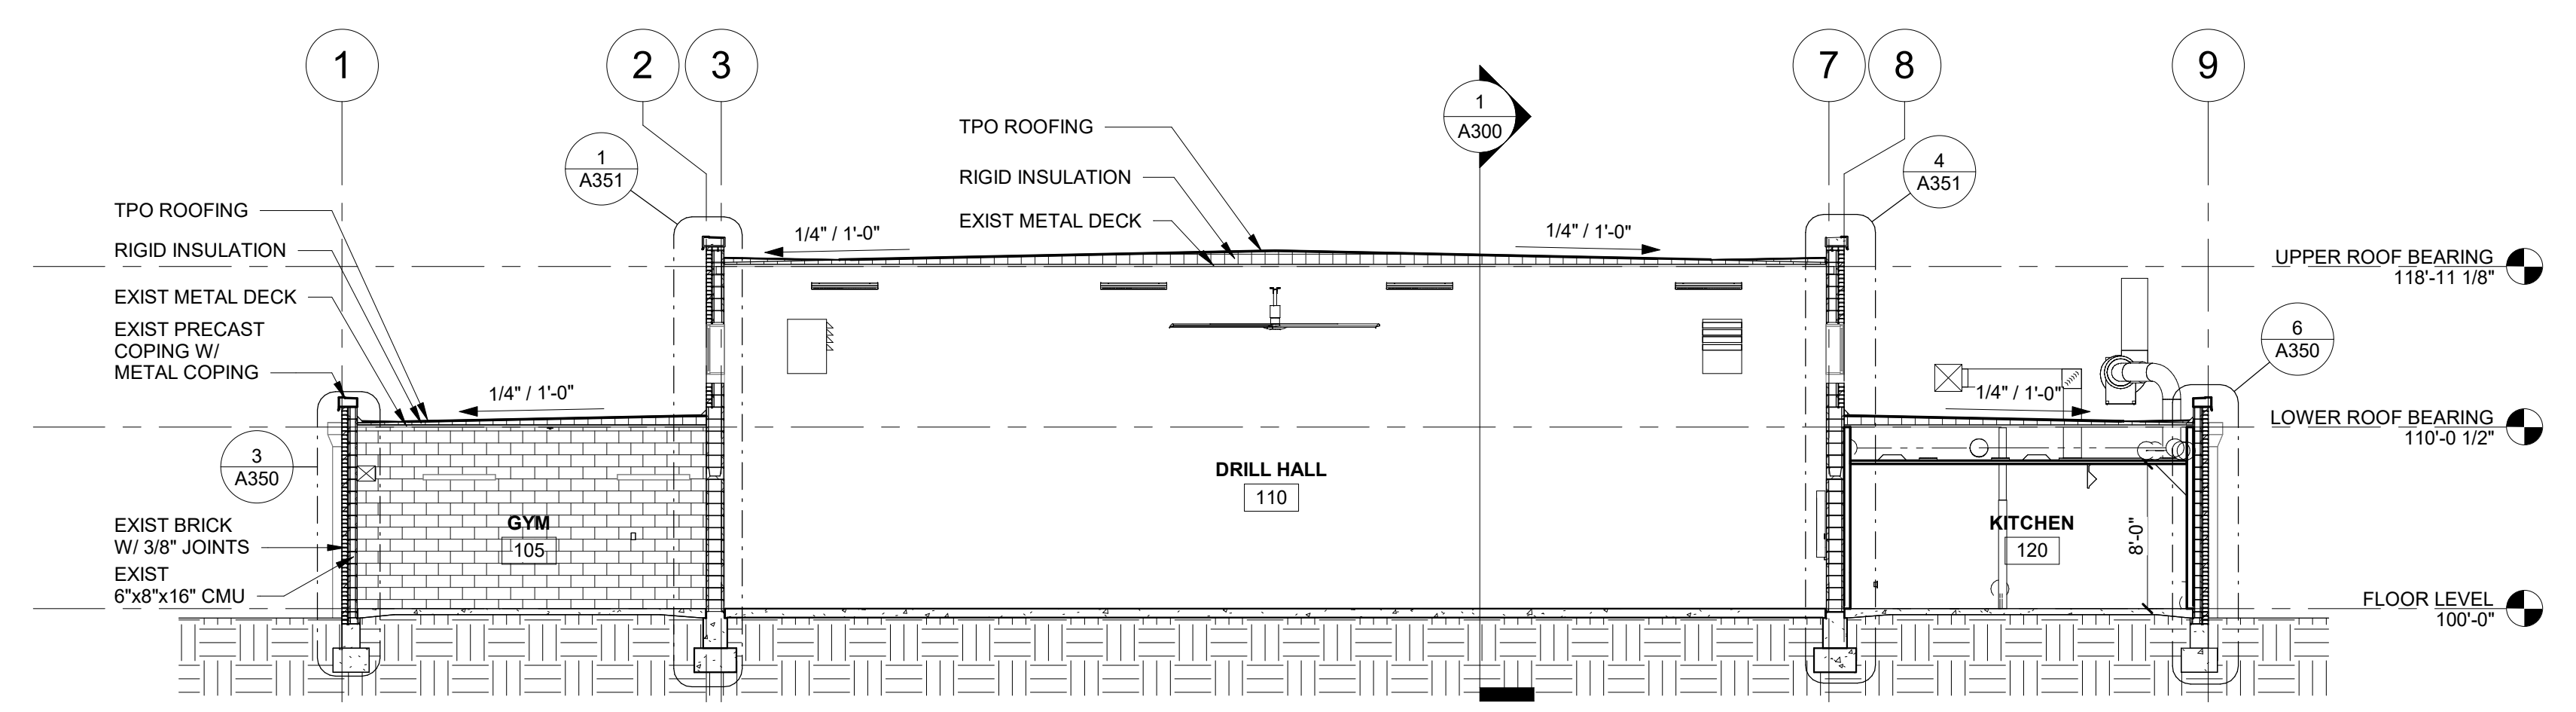 1
2
3
7
8
9
1
A300
TPO ROOFING
RIGID INSULATION
EXIST METAL DECK
1
A351
4
A351
TPO ROOFING
RIGID INSULATION
EXIST METAL DECK
EXIST PRECAST
COPING W/
METAL COPING
1/4" / 1'-0"
1/4" / 1'-0"
1/4" / 1'-0"
1/4" / 1'-0"
UPPER ROOF BEARING
118'-11 1/8"
6
A350
LOWER ROOF BEARING
110'-0 1/2"
3
A350
DRILL HALL
110
GYM
105
KITCHEN
120
8'-0"
EXIST BRICK
W/ 3/8" JOINTS
EXIST
6"x8"x16" CMU
FLOOR LEVEL
100'-0"